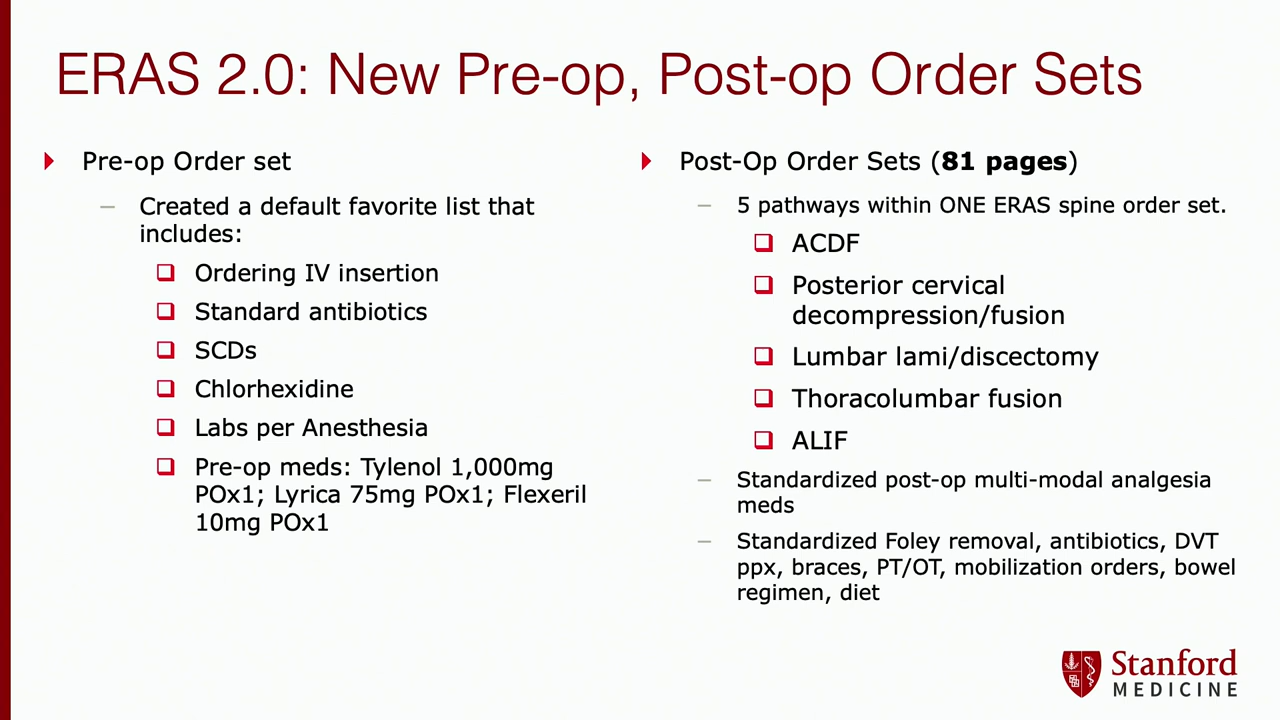 ERAS 2.0: New Pre-op, Post-op Order Sets
Pre-op Order set
– Created a default favorite list that
includes:
Ordering IV insertion
Standard antibiotics
SCDs
Chlorhexidine
Labs per Anesthesia
Pre-op meds: Tylenol 1,000mg
POx1; Lyrica 75mg POx1; Flexeril
10mg POx1
Post-Op Order Sets (81 pages)
– 5 pathways within ONE ERAS spine order set.
ACDF
Posterior cervical
decompression/fusion
Lumbar lami/discectomy
Thoracolumbar fusion
ALIF
– Standardized post-op multi-modal analgesia
meds
– Standardized Foley removal, antibiotics, DVT
ppx, braces, PT/OT, mobilization orders, bowel
regimen, diet
Stanford
MEDICINE